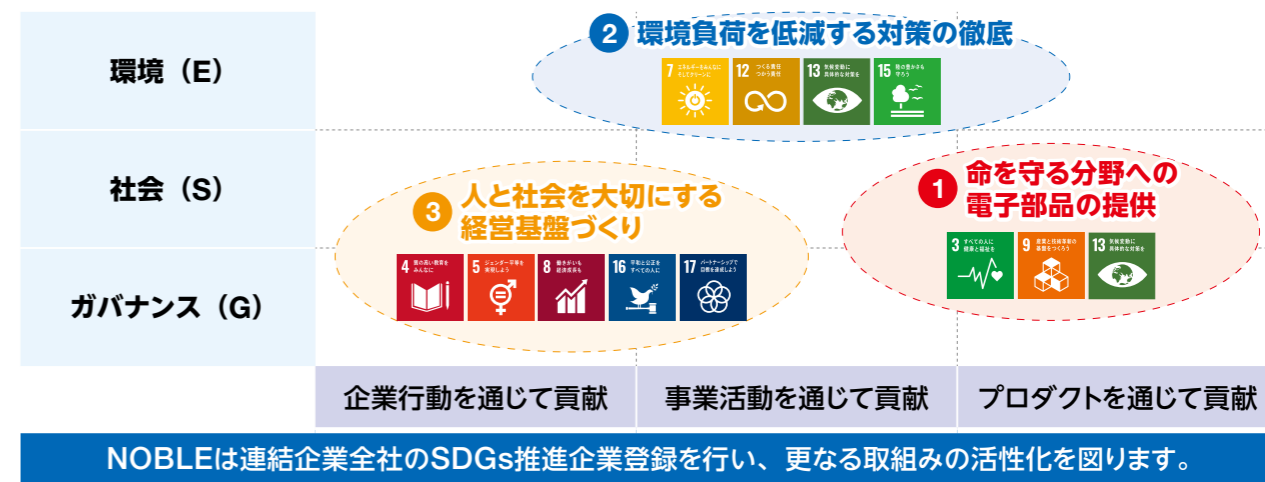 環境（E）
社会（S）
ガバナンス（G）
2 環境負荷を低減する対策の徹底
7 エネルギーをみんなに
そしてクリーンに
12 つくる責任
つかう責任
13 気候変動に
具体的な対策を
15 陸の豊かさも
守ろう
1 命を守る分野への
電子部品の提供
3 すべての人に
健康と福祉を
9 産業と技術革新の
基盤をつくろう
13 気候変動に
具体的な対策を
3 人と社会を大切にする
経営基盤づくり
4 質の高い教育を
みんなに
5 ジェンダー平等を
実現しよう
8 働きがいも
経済成長も
16 平和と公正を
すべての人に
17 パートナーシップで
目標を達成しよう
企業行動を通じて貢献
事業活動を通じて貢献
プロダクトを通じて貢献
NOBLEは連結企業全社のSDGs推進企業登録を行い、更なる取組みの活性化を図ります。